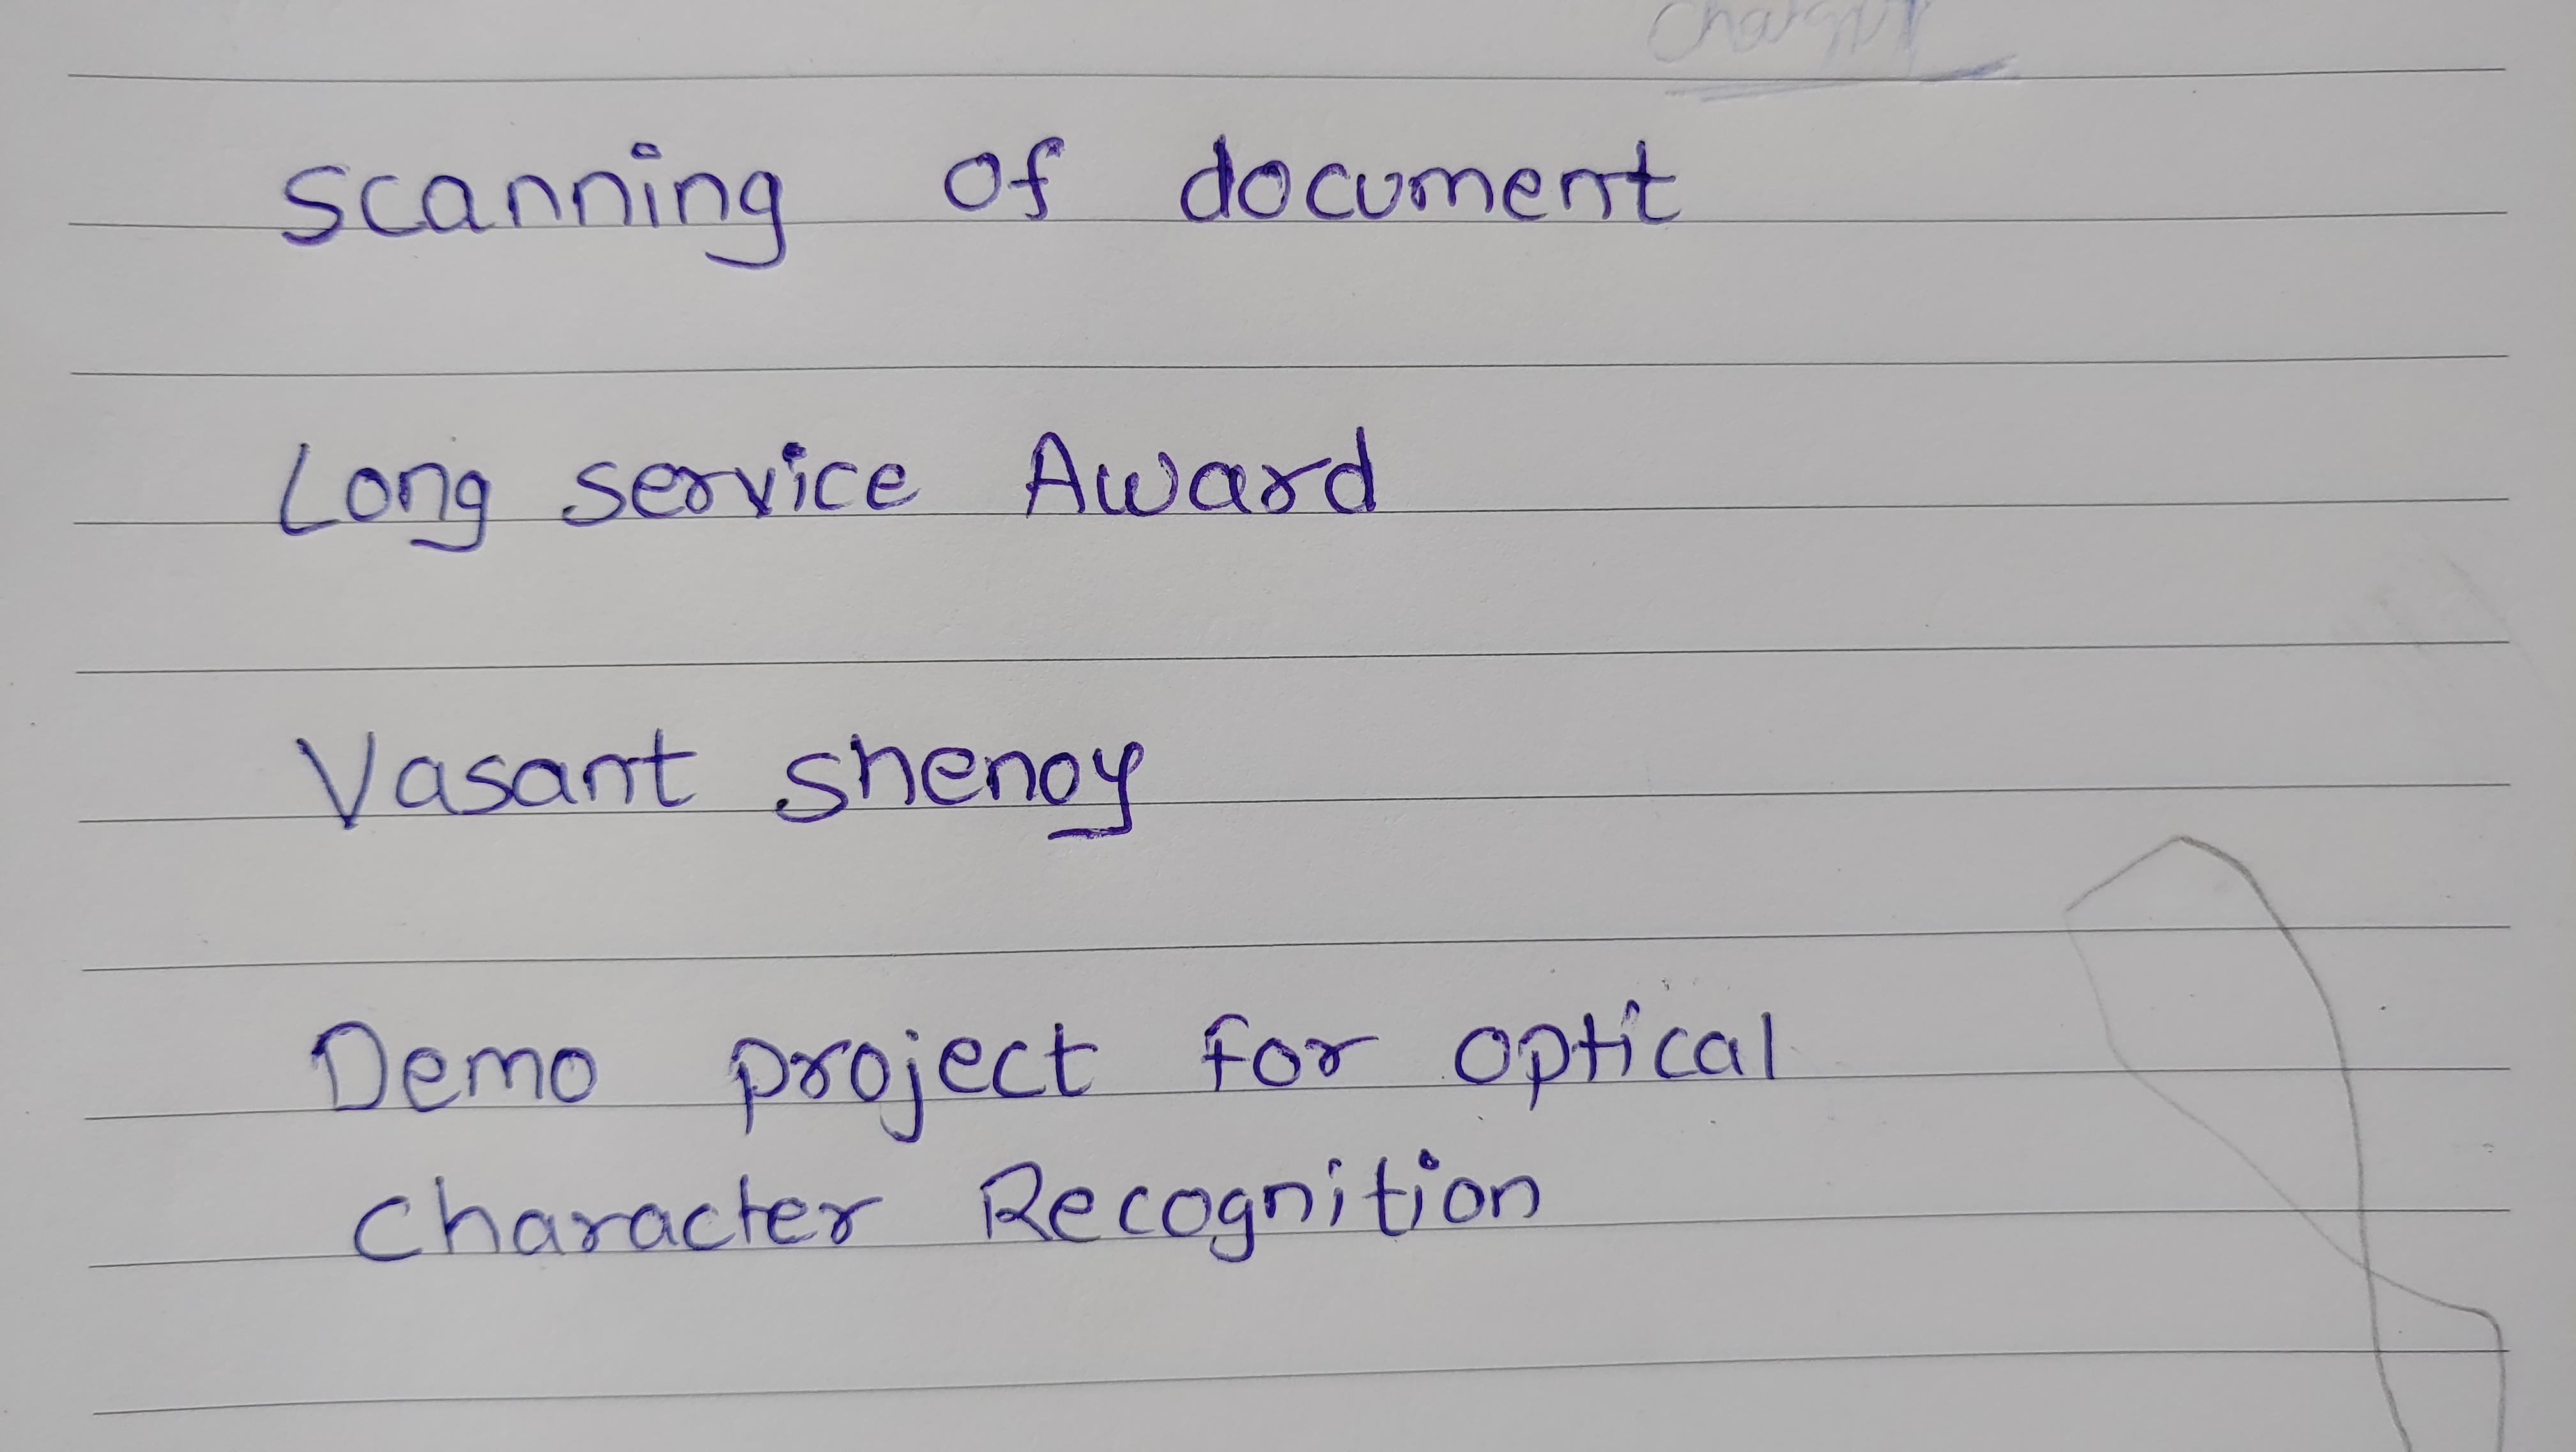 Chatgpt
Scanning of document
Long service Award
Vasant shenoy
Demo project for optical
character Recognition